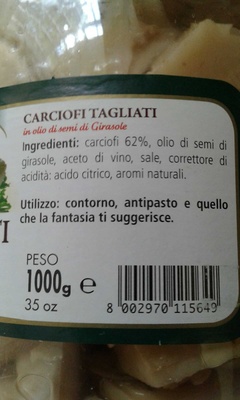 CARCIOFI TAGLIATI
in olio di semi di Girasole
Ingredienti: carciofi 62%, olio di semi di
girasole, aceto di vino, sale, correttore di
acidità: acido citrico, aromi naturali.
Utilizzo: contorno, antipasto e quello
che la fantasia ti suggerisce.
TI
PESO
1000g e
35 oz
8 002970 115649